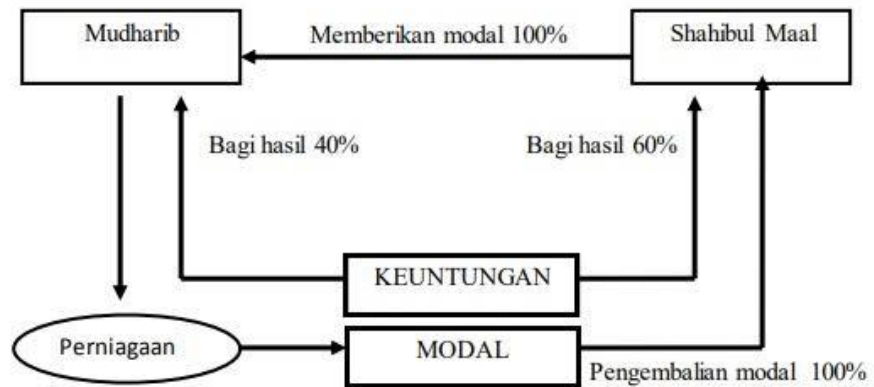 Mudharib
Memberikan modal 100%
Shahibul Maal
Bagi hasil 40%
Bagi hasil 60%
KEUNTUNGAN
Perniagaan
MODAL
Pengembalian modal 100%